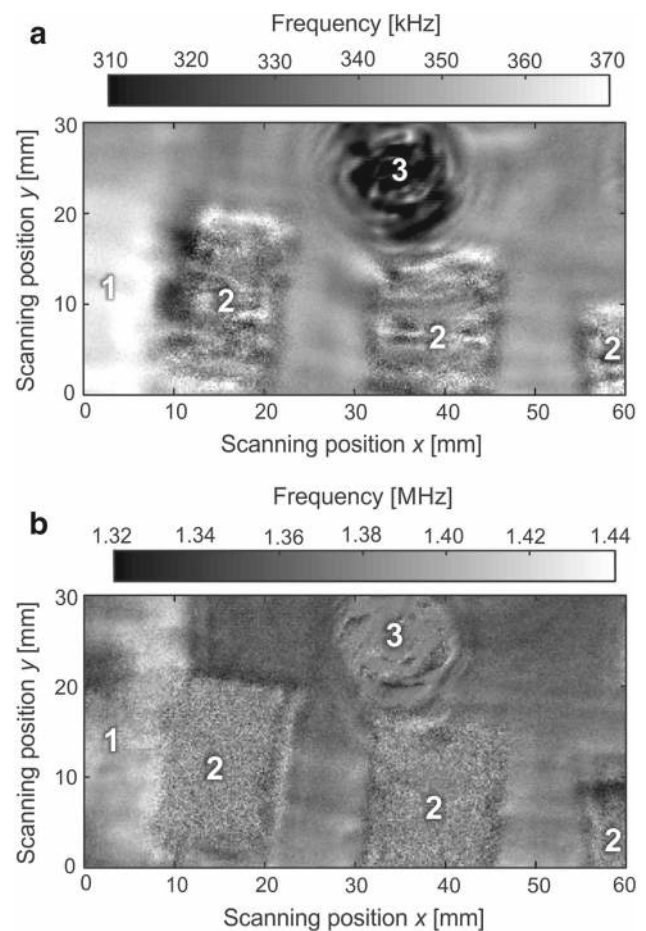 a
Frequency [kHz]
310 320 330 340 350 360 370
30
20
10
0
Scanning position y [mm]
1
2
3
2
2
0 10 20 30 40 50 60
Scanning position x [mm]
b
Frequency [MHz]
1.32 1.34 1.36 1.38 1.40 1.42 1.44
30
20
10
0
Scanning position y [mm]
1
2
3
2
2
0 10 20 30 40 50 60
Scanning position x [mm]